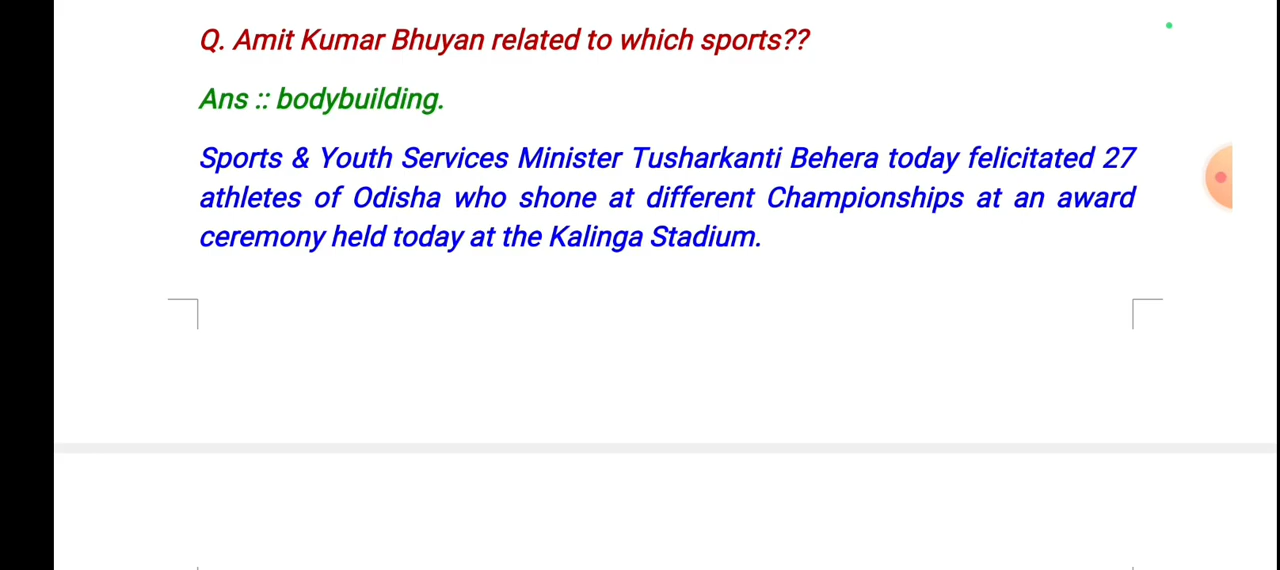 Q. Amit Kumar Bhuyan related to which sports??
Ans :: bodybuilding.
Sports & Youth Services Minister Tusharkanti Behera today felicitated 27
athletes of Odisha who shone at different Championships at an award
ceremony held today at the Kalinga Stadium.